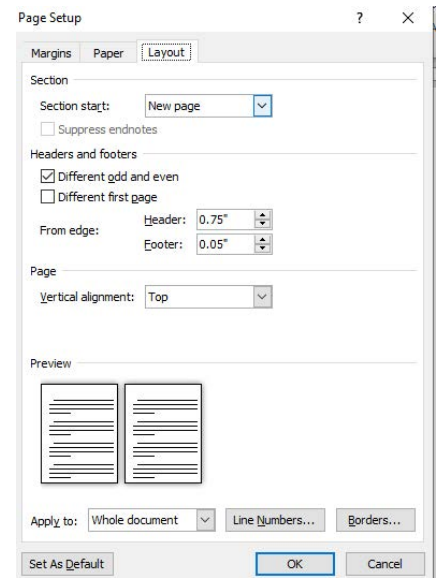 Page Setup ? X
Margins Paper Layout
Section
Section start: New page
Suppress endnotes
Headers and footers
Different odd and even
Different first page
From edge:
Header: 0.75"
Footer: 0.05"
Page
Vertical alignment: Top
Preview
Apply to: Whole document Line Numbers... Borders...
Set As Default OK Cancel